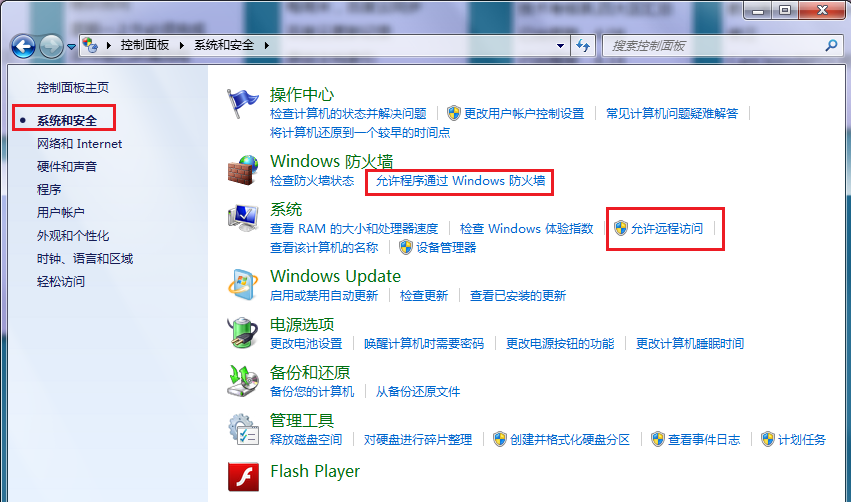 控制面板 系统和安全
搜索控制面板
控制面板主页
系统和安全
网络和 Internet
硬件和声音
程序
用户帐户
外观和个性化
时钟、语言和区域
轻松访问
操作中心
检查计算机的状态并解决问题 更改用户帐户控制设置 常见计算机问题疑难解答
将计算机还原到一个较早的时间点
Windows 防火墙
检查防火墙状态 允许程序通过 Windows 防火墙
系统
查看 RAM 的大小和处理器速度 检查 Windows 体验指数 允许远程访问
查看该计算机的名称 设备管理器
Windows Update
启用或禁用自动更新 检查更新 查看已安装的更新
电源选项
更改电池设置 唤醒计算机时需要密码 更改电源按钮的功能 更改计算机睡眠时间
备份和还原
备份您的计算机 从备份还原文件
管理工具
释放磁盘空间 对硬盘进行碎片整理 创建并格式化硬盘分区 查看事件日志 计划任务
Flash Player